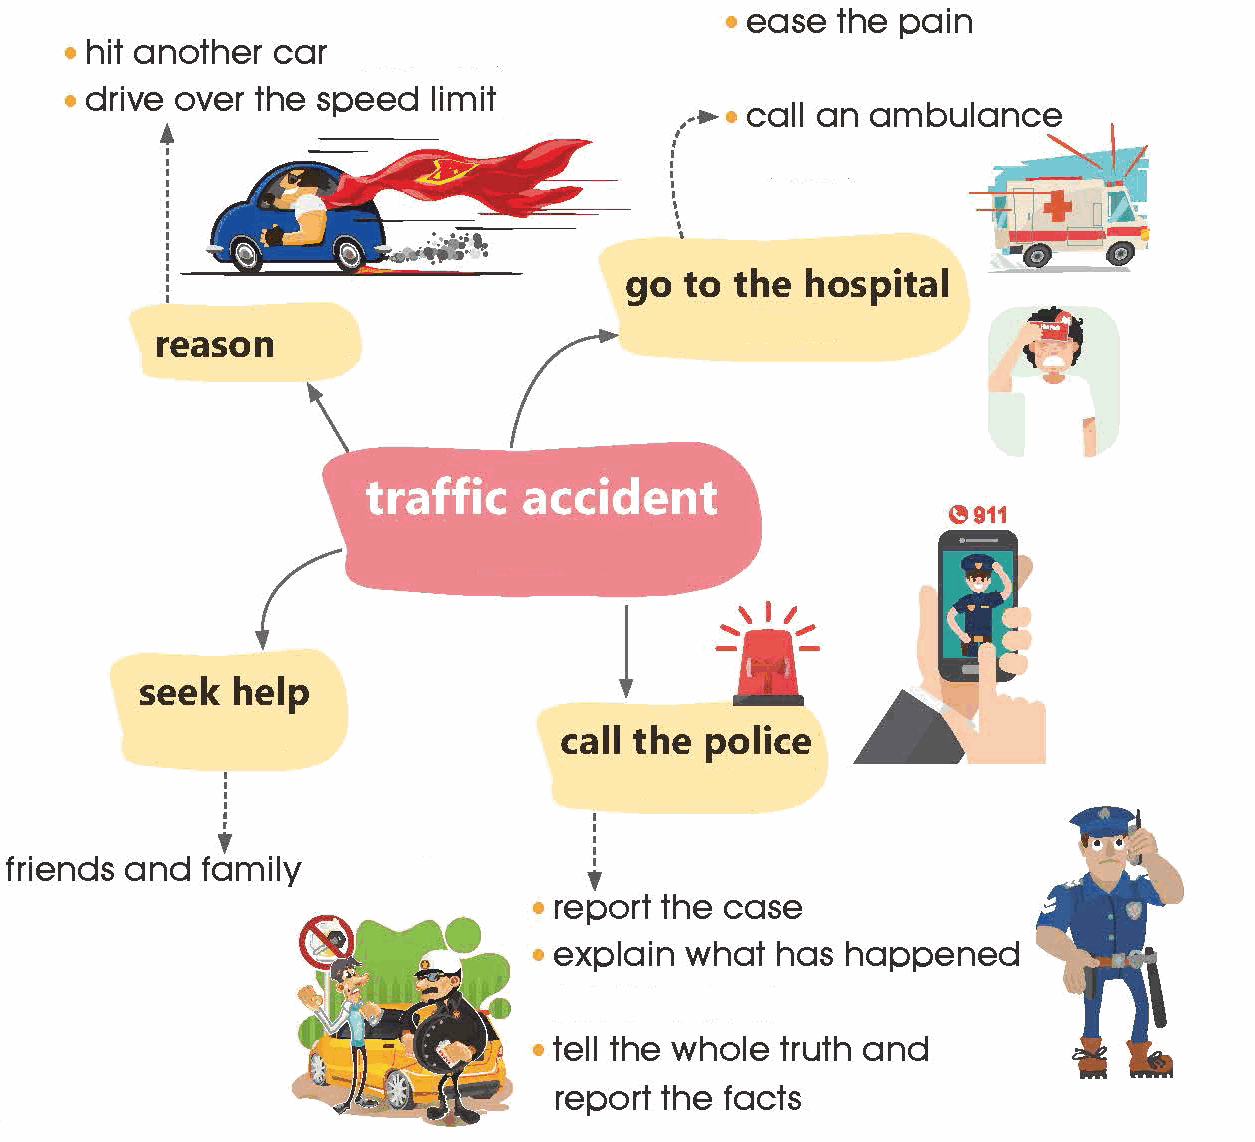 ease the pain
hit another car
drive over the speed limit
call an ambulance
go to the hospital
reason
traffic accident
911
seek help
call the police
friends and family
report the case
explain what has happened
tell the whole truth and
report the facts